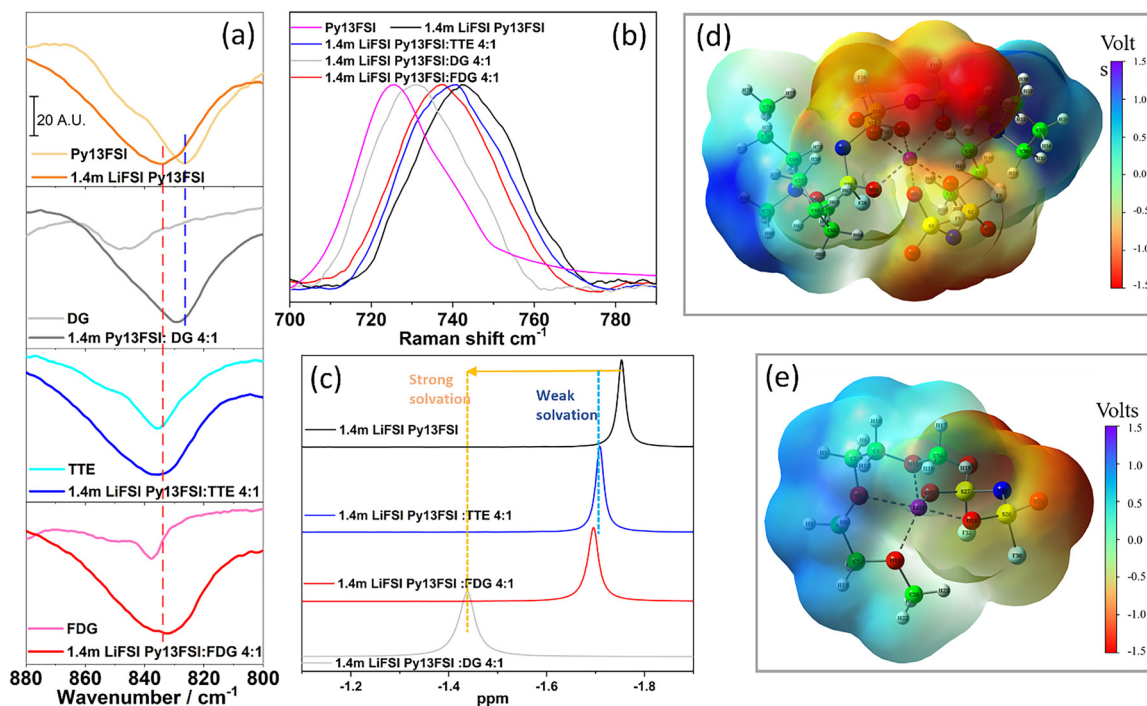 (a)
20 A.U.
Py13FSI
1.4m LiFSI Py13FSI
DG
1.4m Py13FSI: DG 4:1
TTE
1.4m LiFSI Py13FSI:TTE 4:1
FDG
1.4m LiFSI Py13FSI:FDG 4:1
880 860 840 820 800
Wavenumber / cm-1
(b)
Py13FSI 1.4m LiFSI Py13FSI
1.4m LiFSI Py13FSI:TTE 4:1
1.4m LiFSI Py13FSI:DG 4:1
1.4m LiFSI Py13FSI:FDG 4:1
700 720 740 760 780
Raman shift cm-1
(c)
Strong
solvation
Weak
solvation
1.4m LiFSI Py13FSI
1.4m LiFSI Py13FSI :TTE 4:1
1.4m LiFSI Py13FSI :FDG 4:1
1.4m LiFSI Py13FSI :DG 4:1
-1.2 -1.4 -1.6 -1.8
ppm
(d)
Volt
s
1.5
1.0
0.5
0.0
-0.5
-1.0
-1.5
(e)
Volts
1.5
1.0
0.5
0.0
-0.5
-1.0
-1.5